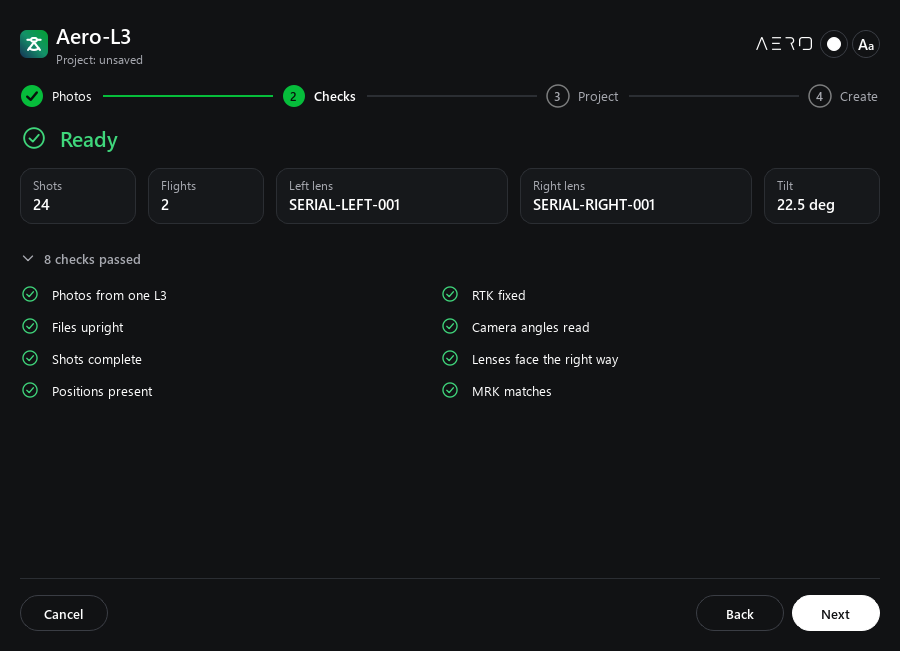 Aero-L3
Project: unsaved
AERO
Aa
Photos
2 Checks
3 Project
4 Create
Ready
Shots
24
Flights
2
Left lens
SERIAL-LEFT-001
Right lens
SERIAL-RIGHT-001
Tilt
22.5 deg
8 checks passed
Photos from one L3
Files upright
Shots complete
Positions present
RTK fixed
Camera angles read
Lenses face the right way
MRK matches
Cancel
Back
Next